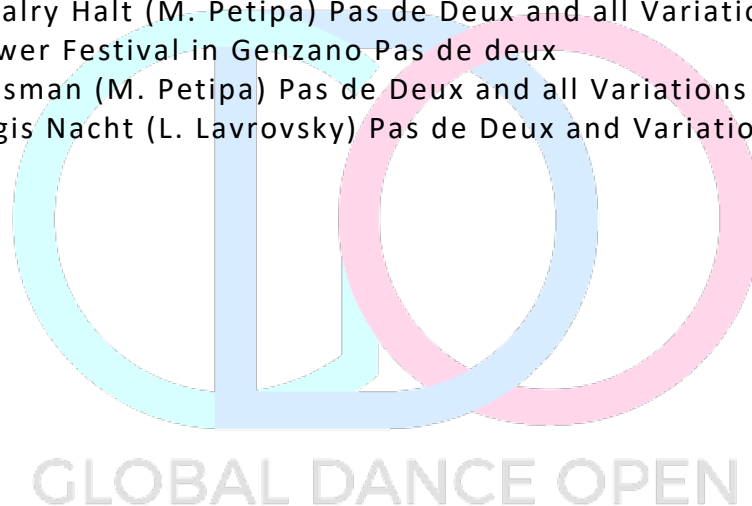 alry Halt (M. Petipa) Pas de Deux and all Variatio
wer Festival in Genzano Pas de deux
isman (M. Petipa) Pas de Deux and all Variations
gis Nacht (L. Lavrovsky) Pas de Deux and Variatio
GLOBAL DANCE OPEN